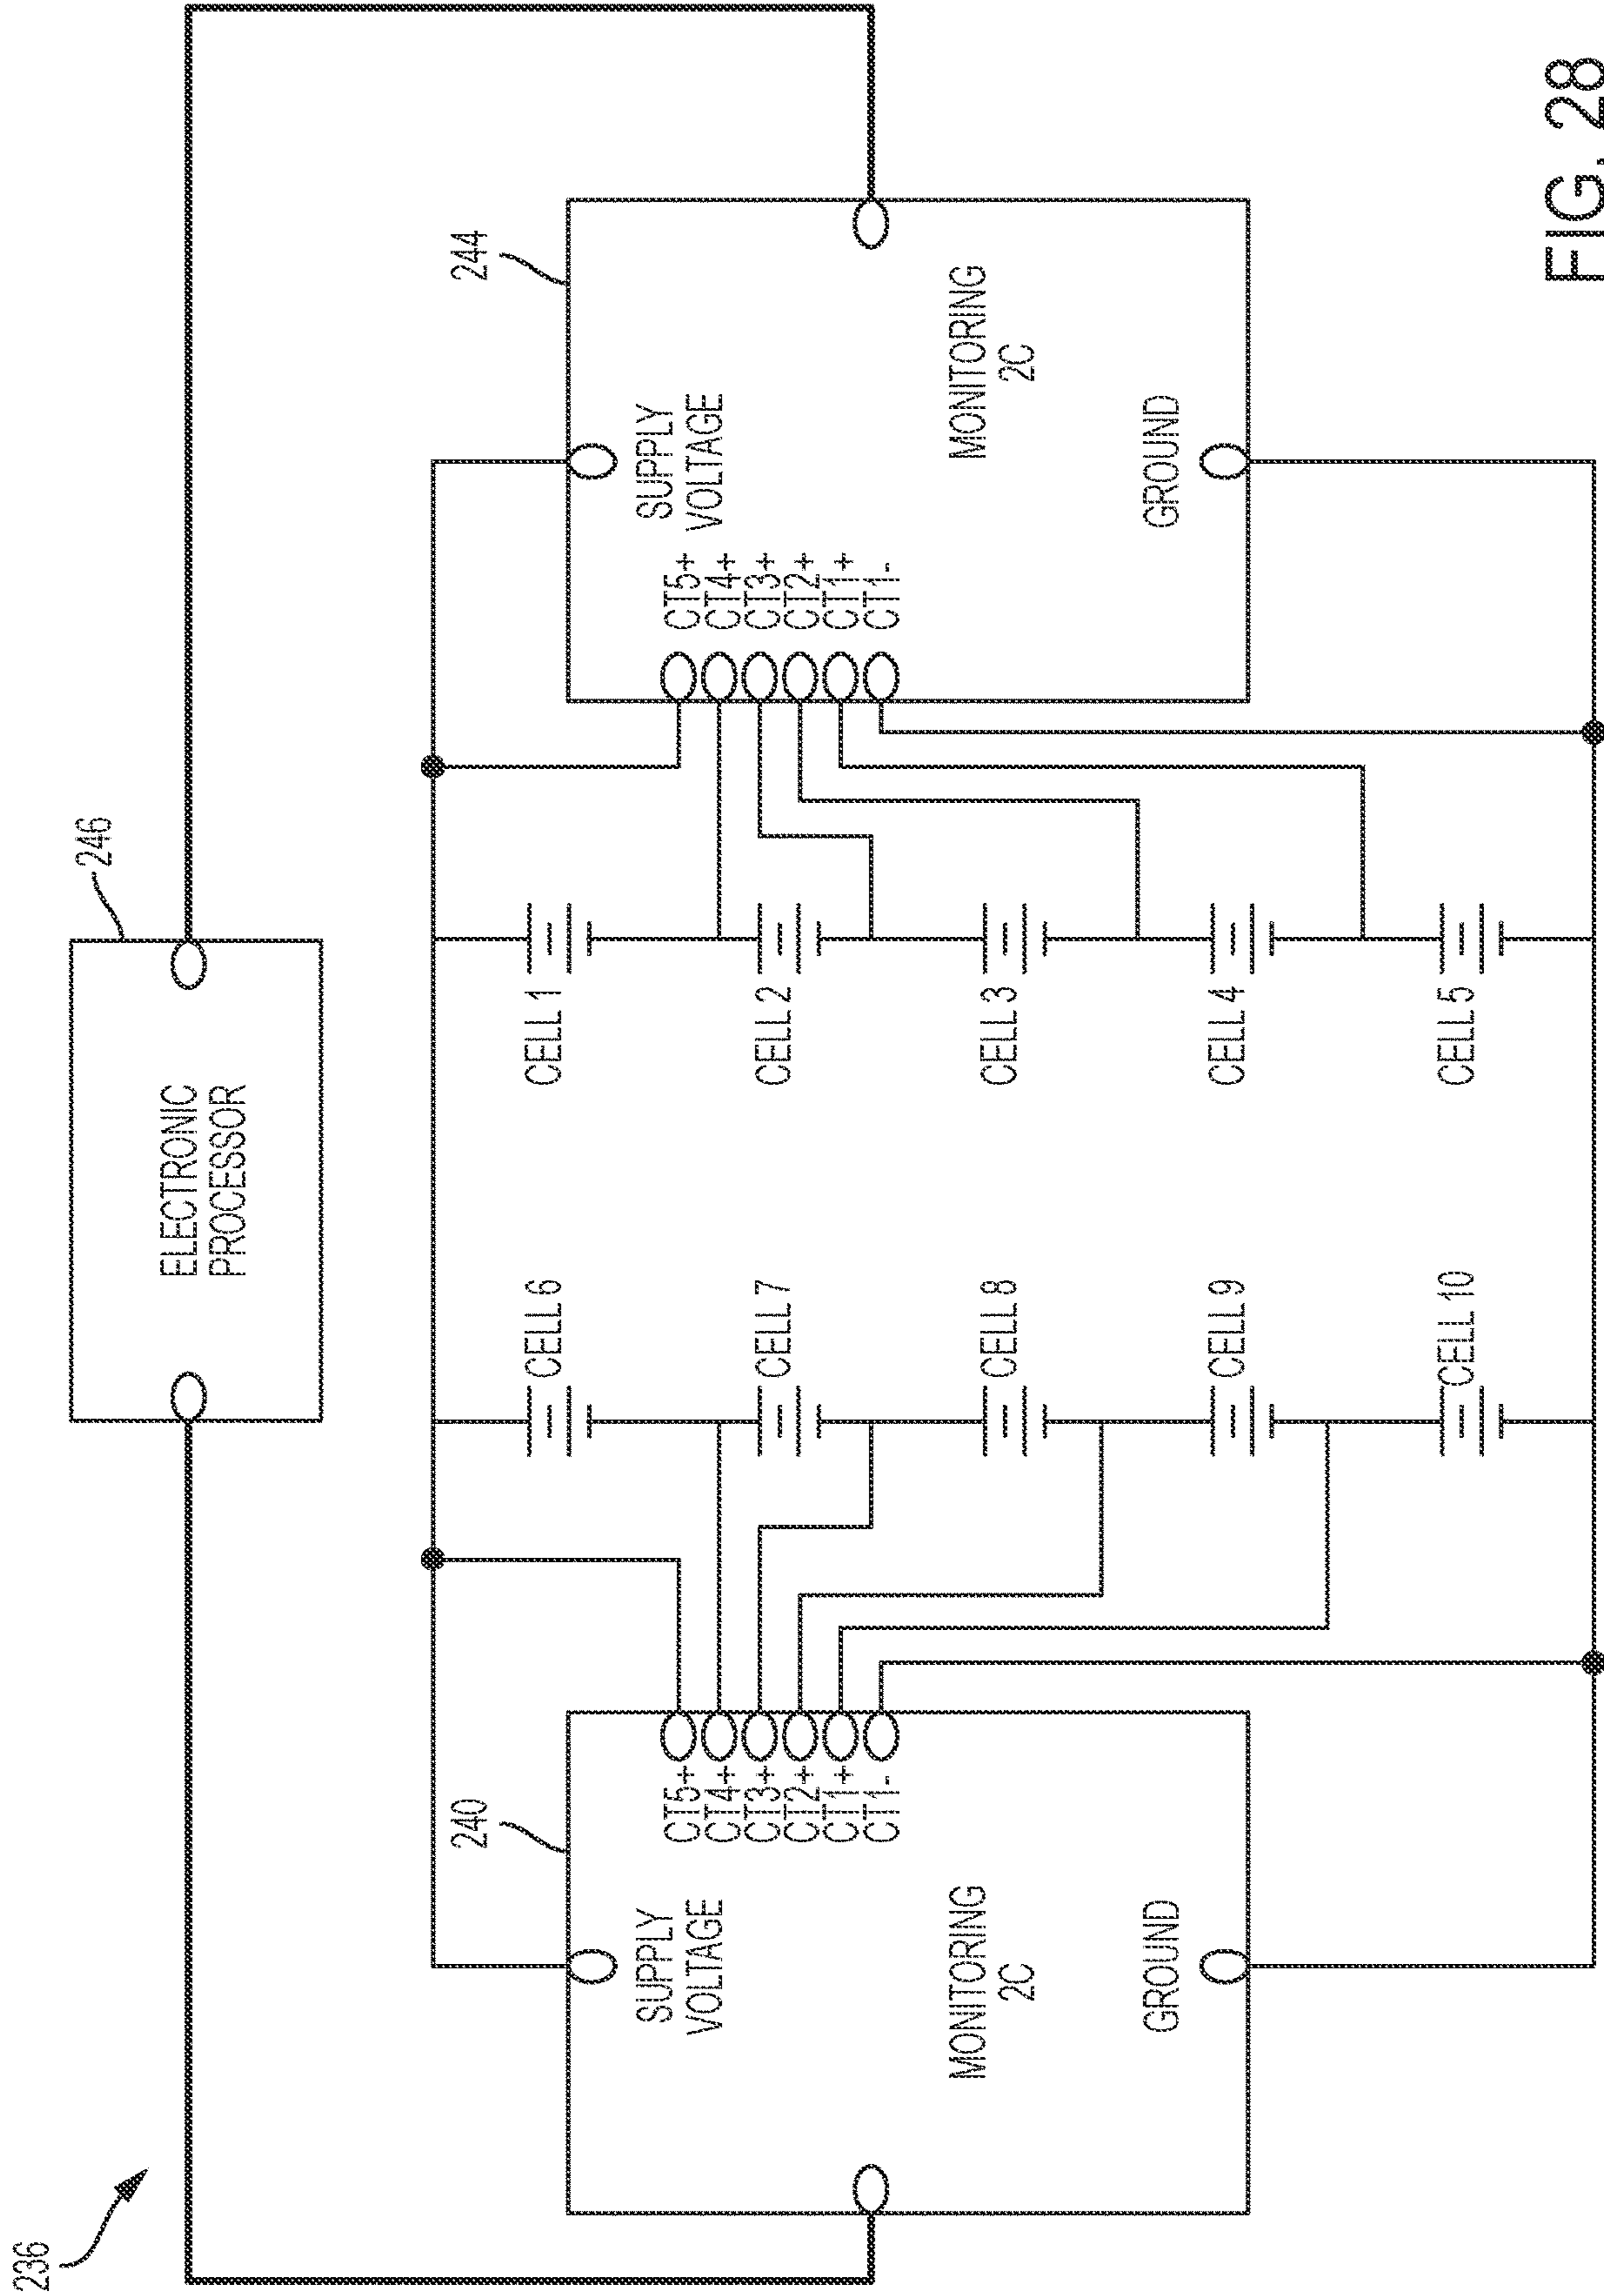 236
246
ELECTRONIC
PROCESSOR
240
244
SUPPLY
VOLTAGE
CT5+
CT4+
CT3+
CT2+
CT1+
CT1-
MONITORING
2C
GROUND
CELL 6
CELL 7
CELL 8
CELL 9
CELL 10
CELL 1
CELL 2
CELL 3
CELL 4
CELL 5
SUPPLY
VOLTAGE
CT5+
CT4+
CT3+
CT2+
CT1+
CT1-
MONITORING
2C
GROUND
FIG. 28